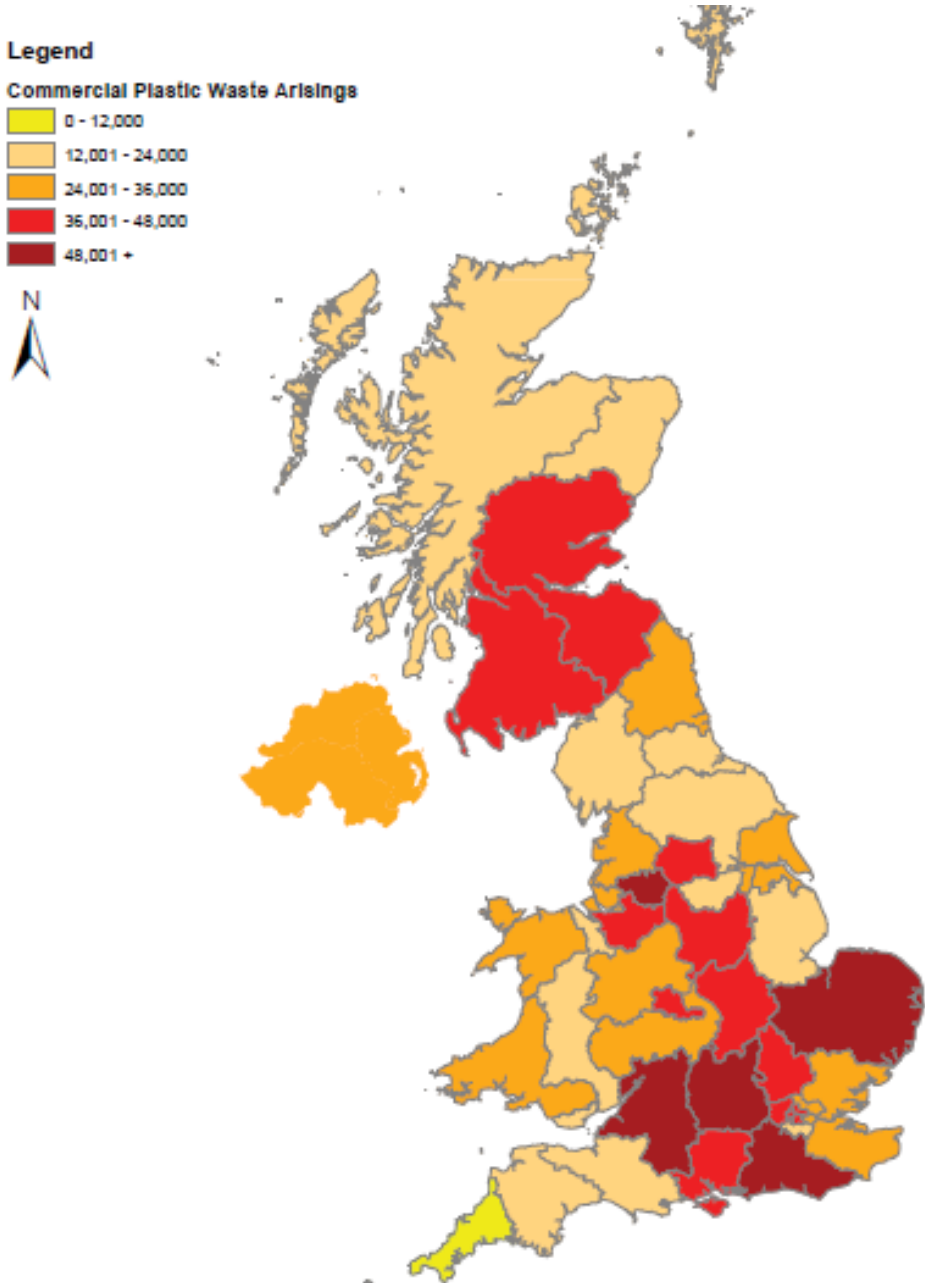 Legend
Commercial Plastic Waste Arisings
0 - 12,000
12,001 - 24,000
24,001 - 36,000
36,001 - 48,000
48,001 +
N